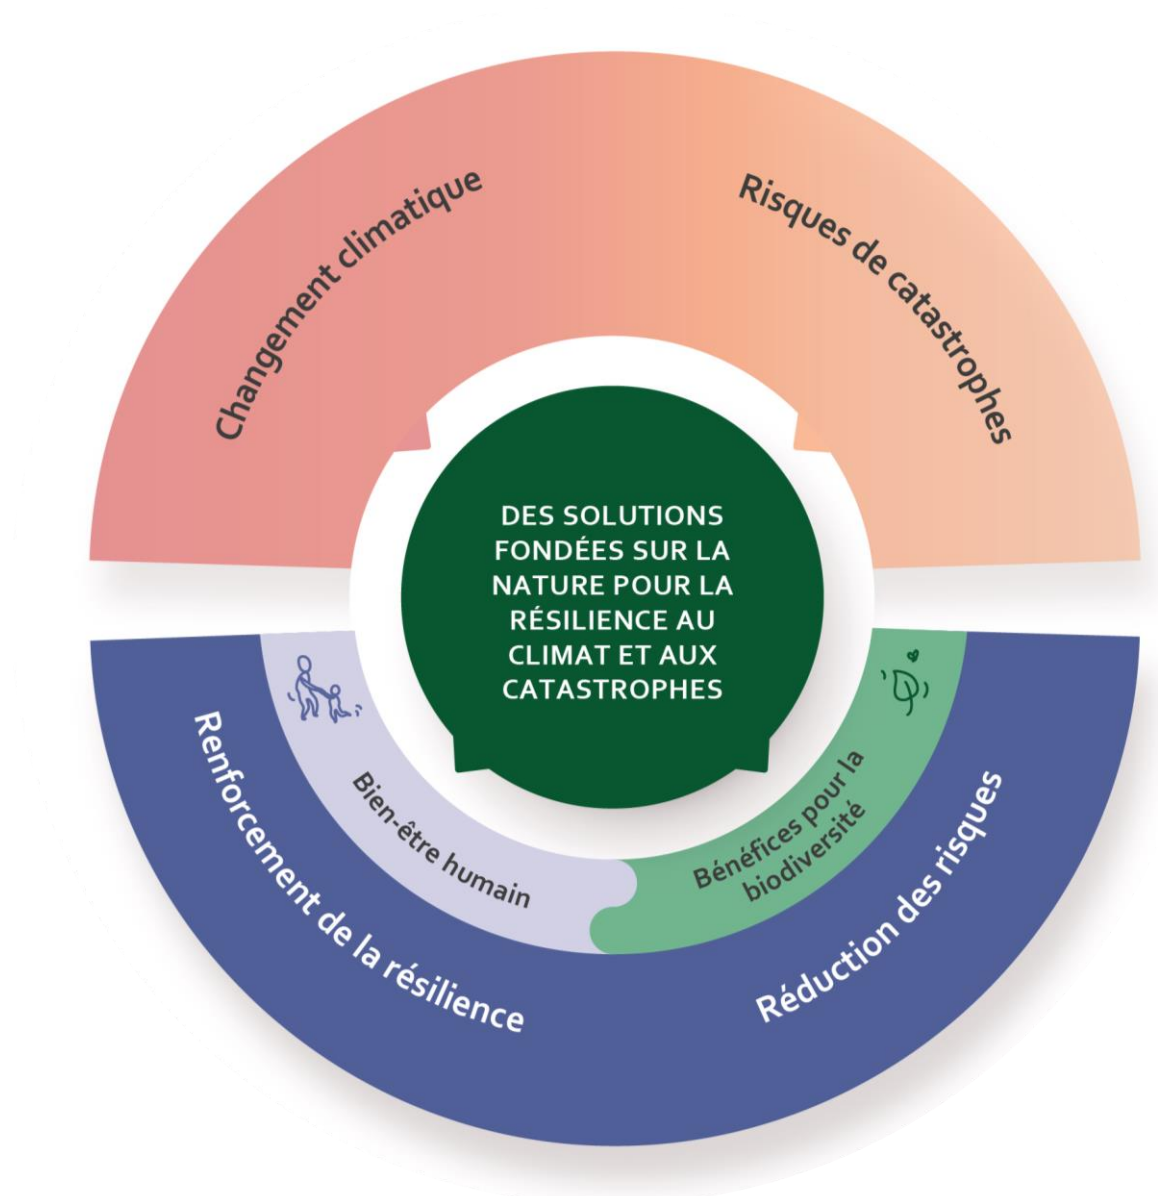 Changement climatique
Risques de catastrophes
DES SOLUTIONS
FONDÉES SUR LA
NATURE POUR LA
RÉSILIENCE AU
CLIMAT ET AUX
CATASTROPHES
Bien-être humain
Bénéfices pour la
biodiversité
Renforcement de la résilience
Réduction des risques